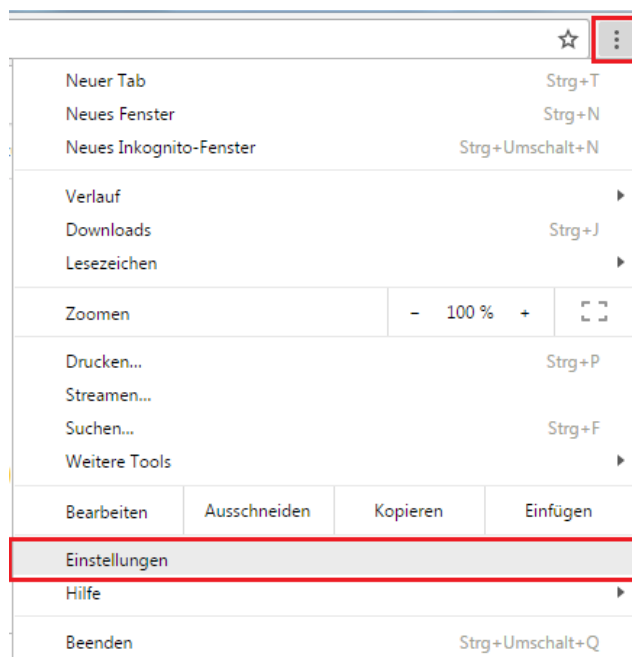 Neuer Tab Strg+T
Neues Fenster Strg+N
Neues Inkognito-Fenster Strg+Umschalt+N
Verlauf
Downloads Strg+J
Lesezeichen
Zoomen - 100 % +
Drucken... Strg+P
Streamen...
Suchen... Strg+F
Weitere Tools
Bearbeiten Ausschneiden Kopieren Einfügen
Einstellungen
Hilfe
Beenden Strg+Umschalt+Q